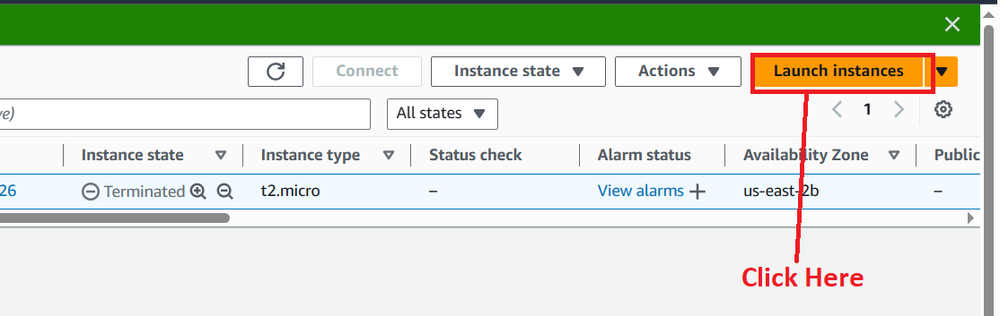 Connect Instance state Actions Launch instances
ve) All states 1
Instance state Instance type Status check Alarm status Availability Zone Public
26 Terminated t2.micro – View alarms us-east-2b –
Click Here